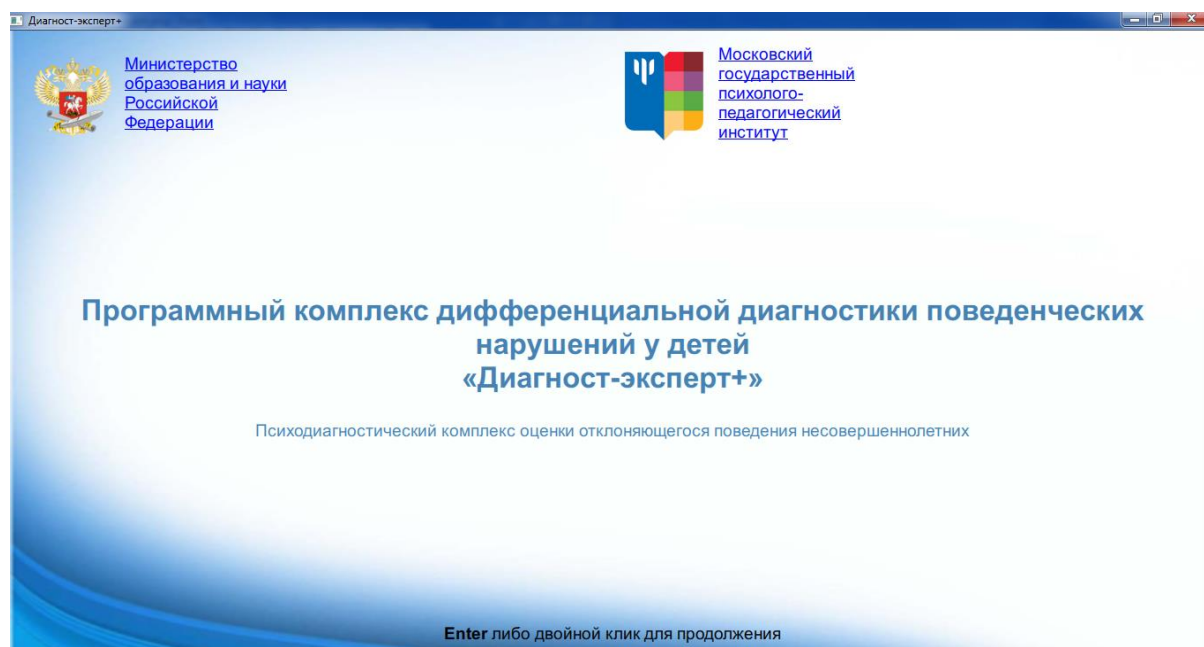 Диагност-эксперт+
Министерство
образования и науки
Российской
Федерации
Московский
государственный
психолого-
педагогический
институт
Программный комплекс дифференциальной диагностики поведенческих
нарушений у детей
«Диагност-эксперт+»
Психодиагностический комплекс оценки отклоняющегося поведения несовершеннолетних
Enter либо двойной клик для продолжения